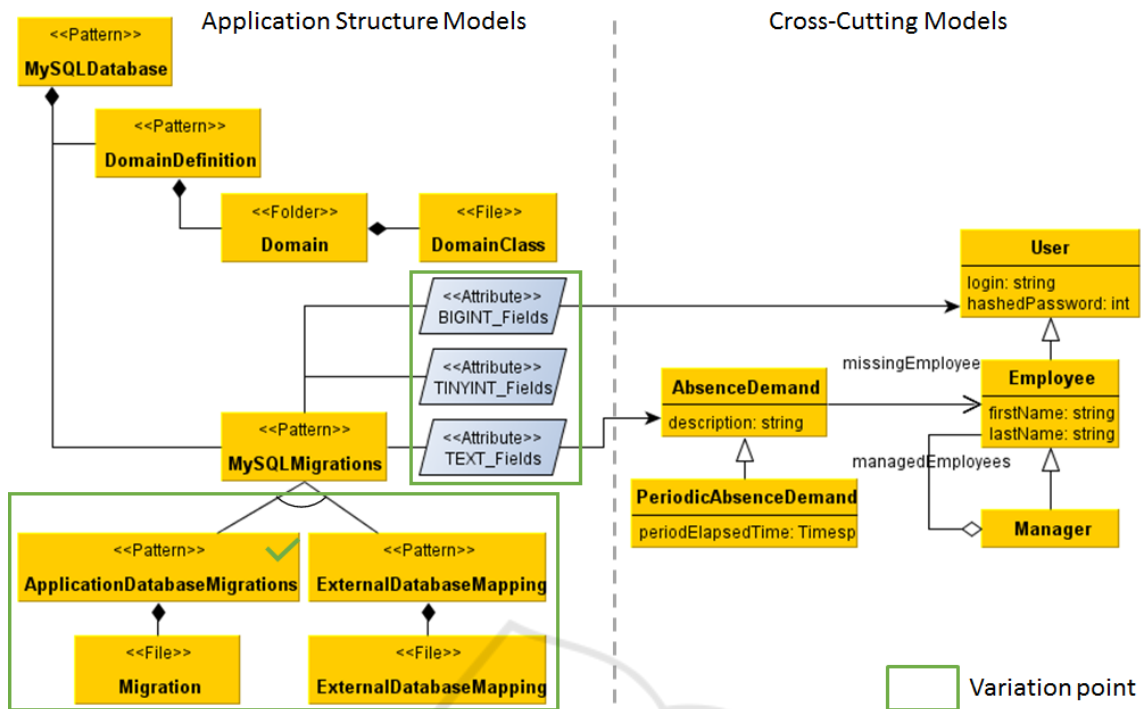 Application Structure Models
Cross-Cutting Models
<<Pattern>>
MySQLDatabase
<<Pattern>>
DomainDefinition
<<Folder>>
Domain
<<File>>
DomainClass
<<Attribute>>
BIGINT_Fields
<<Attribute>>
TINYINT_Fields
<<Attribute>>
TEXT_Fields
<<Pattern>>
MySQLMigrations
<<Pattern>>
ApplicationDatabaseMigrations
<<Pattern>>
ExternalDatabaseMapping
<<File>>
Migration
<<File>>
ExternalDatabaseMapping
User
login: string
hashedPassword: int
missingEmployee
AbsenceDemand
description: string
Employee
firstName: string
lastName: string
managedEmployees
PeriodicAbsenceDemand
periodElapsedTime: Timesp
Manager
Variation point